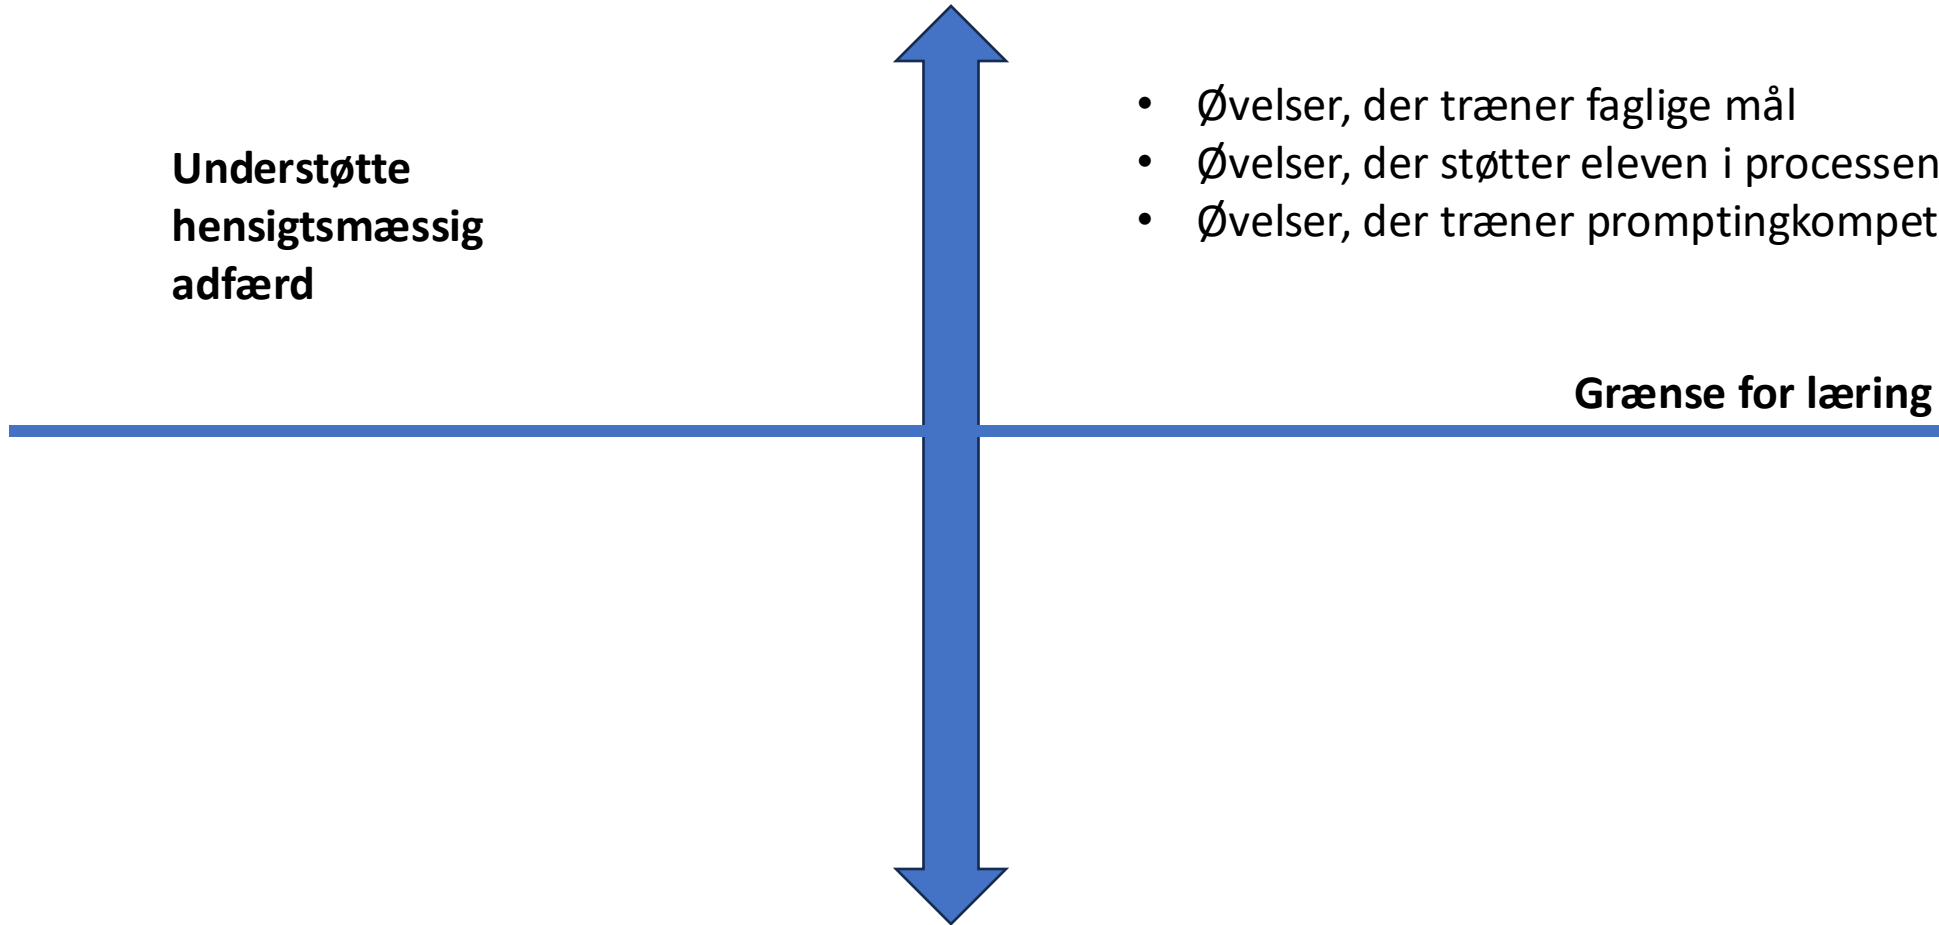 Understøtte
hensigtsmæssig
adfærd
• Øvelser, der træner faglige mål
• Øvelser, der støtter eleven i processen
• Øvelser, der træner promptingkompet
Grænse for læring